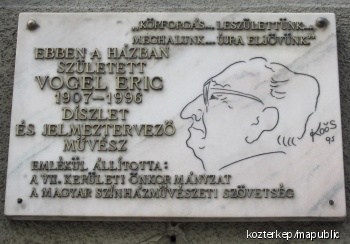 „KÖRFORGÁS... LESZÜLETTÜNK...
MEGHALUNK... ÚJRA ELJÖVÜNK."
EBBEN A HÁZBAN
SZÜLETETT
VOGEL ERIC
1907–1996
DÍSZLET
ÉS JELMEZTERVEZŐ
MŰVÉSZ
Koós
EMLÉKÜL ÁLLÍTOTTA:
A VII. KERÜLETI ÖNKORMÁNYZAT
A MAGYAR SZÍNHÁZMŰVÉSZETI SZÖVETSÉG
kozterkep/mapublic